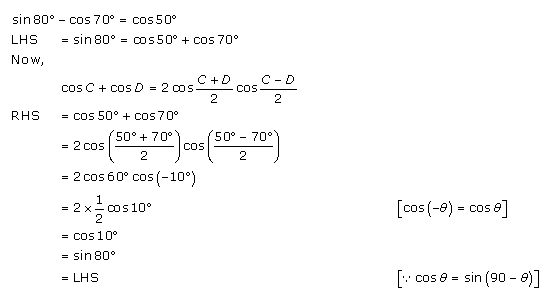 sin 80° − cos 70° = cos 50°
LHS = sin 80° = cos 50° + cos 70°
Now,
cos C + cos D = 2 cos (C + D)/2 cos (C − D)/2
RHS = cos 50° + cos 70°
= 2 cos ((50° + 70°)/2) cos ((50° − 70°)/2)
= 2 cos 60° cos (−10°)
= 2 × 1/2 cos 10° [cos (−θ) = cos θ]
= cos 10°
= sin 80°
= LHS [∵ cos θ = sin (90 − θ)]